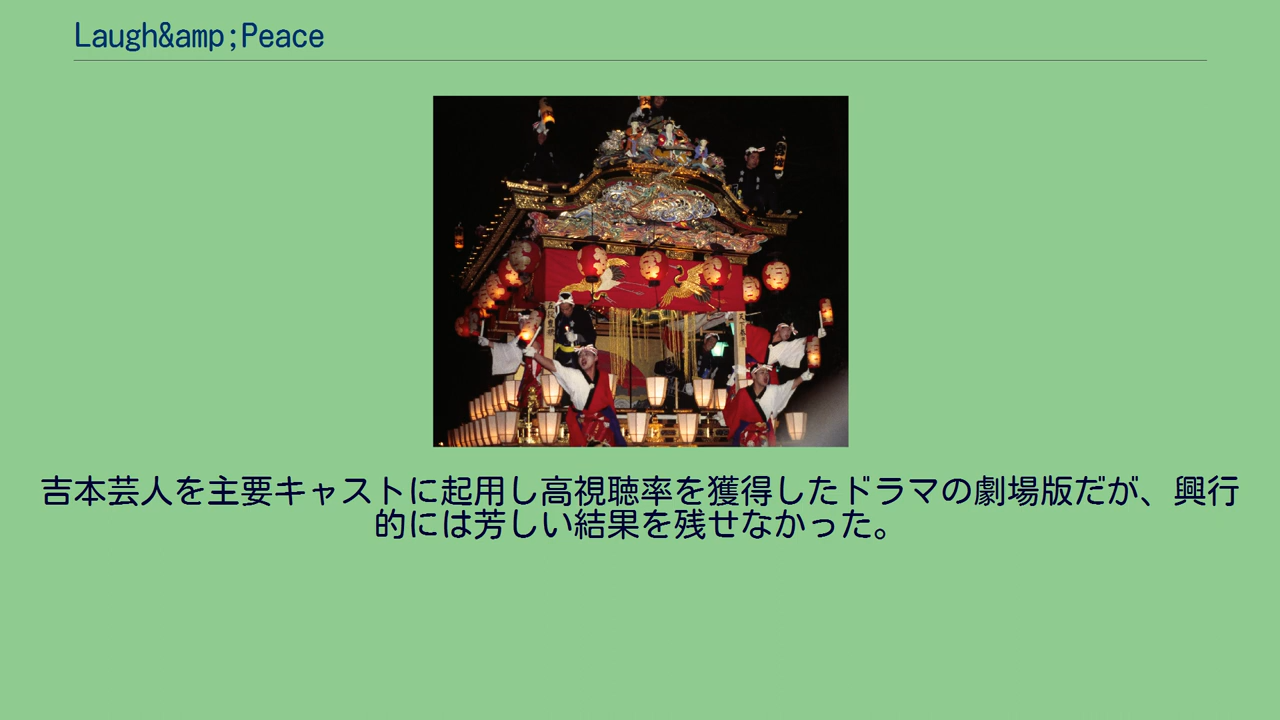 Laugh&amp;Peace
吉本芸人を主要キャストに起用し高視聴率を獲得したドラマの劇場版だが、興行
的には芳しい結果を残せなかった。